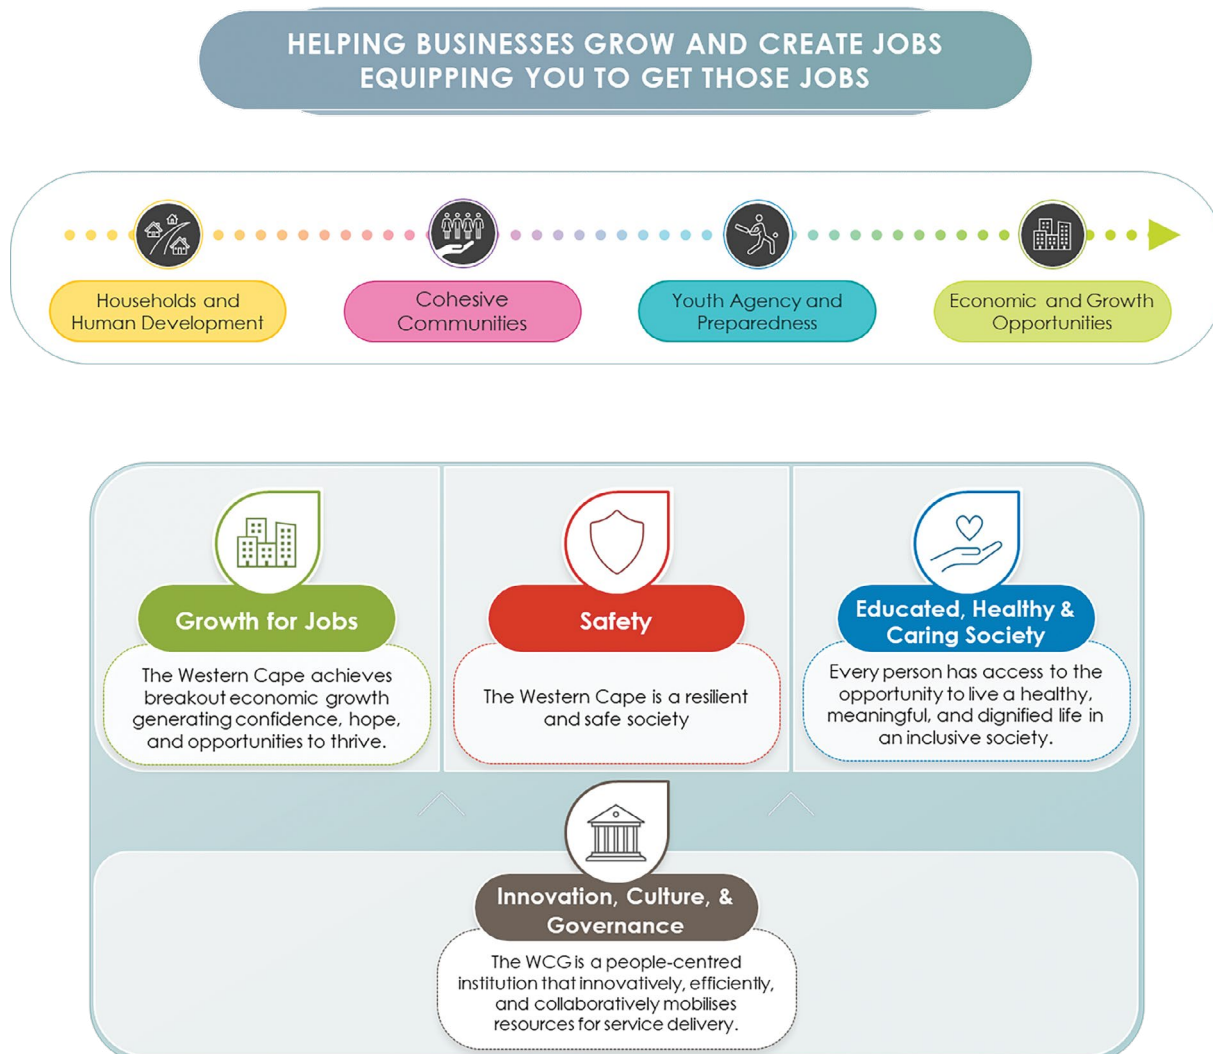 HELPING BUSINESSES GROW AND CREATE JOBS
EQUIPPING YOU TO GET THOSE JOBS
Households and
Human Development
Cohesive
Communities
Youth Agency and
Preparedness
Economic and Growth
Opportunities
Growth for Jobs
The Western Cape achieves
breakout economic growth
generating confidence, hope,
and opportunities to thrive.
Safety
The Western Cape is a resilient
and safe society
Educated, Healthy &
Caring Society
Every person has access to the
opportunity to live a healthy,
meaningful, and dignified life in
an inclusive society.
Innovation, Culture, &
Governance
The WCG is a people-centred
institution that innovatively, efficiently,
and collaboratively mobilises
resources for service delivery.